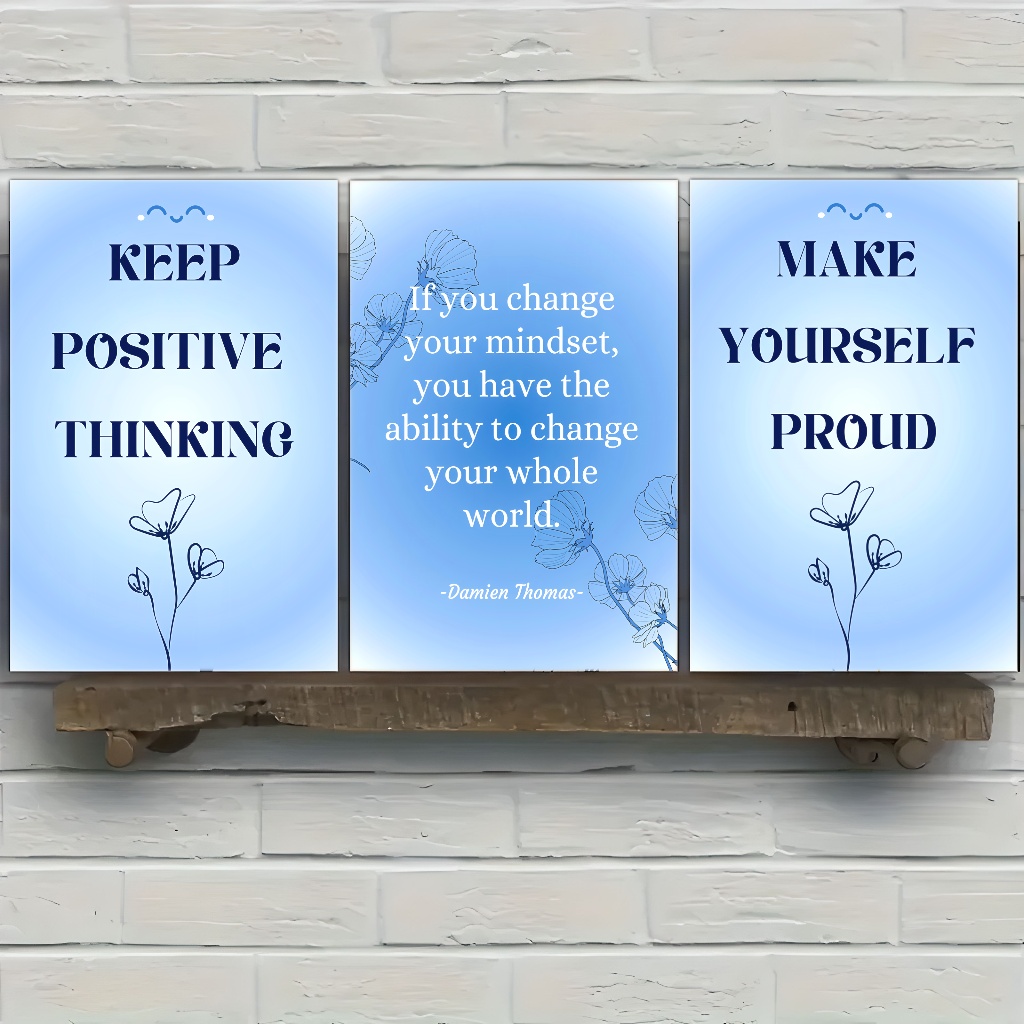 KEEP
POSITIVE
THINKING
If you change
your mindset,
you have the
ability to change
your whole
world.
-Damien Thomas-
MAKE
YOURSELF
PROUD